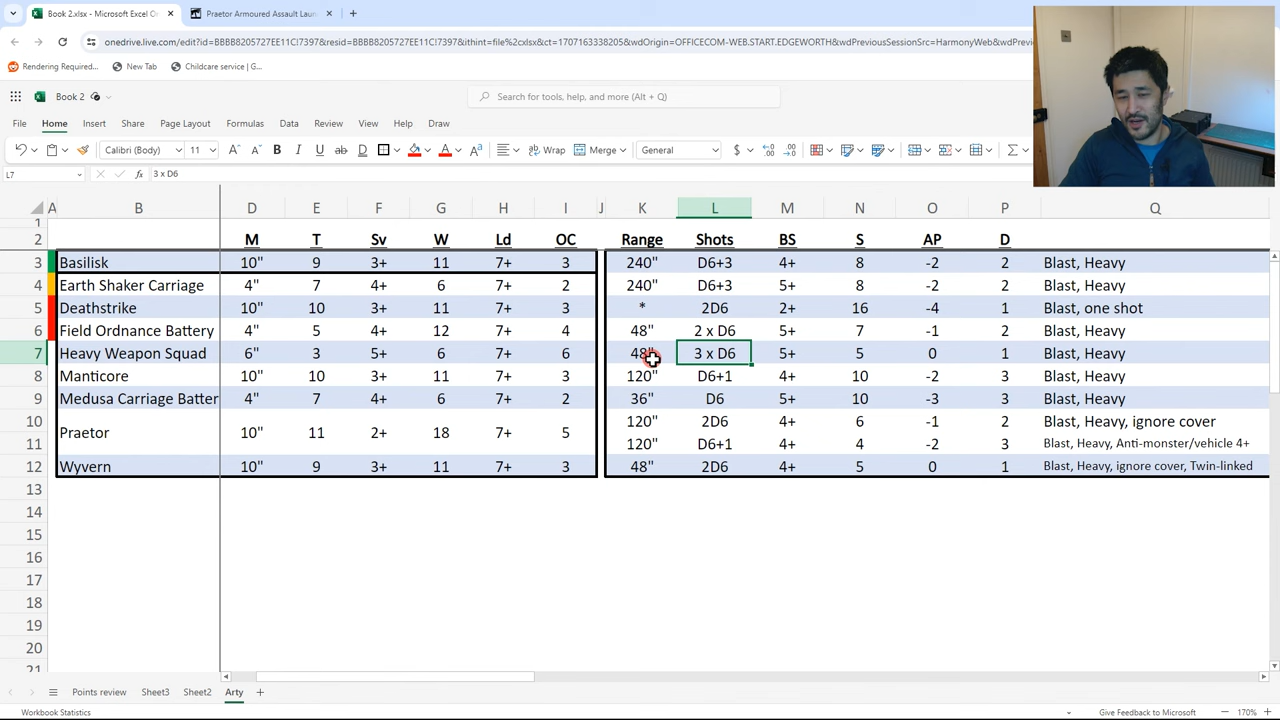 Book 2.xlsx - Microsoft Excel O
Praetor Armoured Assault Laun
onedrive.live.com/edit?id=BBBB8205727EE11C!7397&resid=BBBB8205727EE11C!7397&ithint=file%2cxlsx&ct=1707163338205&wdOrigin=OFFICECOM-WEB.START.EDGEWORTH&wdPreviousSessionSrc=HarmonyWeb&wdPrevious
Rendering Required... New Tab Childcare service | G...
Book 2 Search for tools, help, and more (Alt + Q)
File Home Insert Share Page Layout Formulas Data Review View Help Draw
Calibri (Body) 11 A A B I U ab D A Wrap Merge General $
L7 fx 3 x D6
A B D E F G H I J K L M N O P Q
1
2 M T Sv W Ld OC Range Shots BS S AP D
3 Basilisk 10" 9 3+ 11 7+ 3 240" D6+3 4+ 8 -2 2 Blast, Heavy
4 Earth Shaker Carriage 4" 7 4+ 6 7+ 2 240" D6+3 5+ 8 -2 2 Blast, Heavy
5 Deathstrike 10" 10 3+ 11 7+ 3 * 2D6 2+ 16 -4 1 Blast, one shot
6 Field Ordnance Battery 4" 5 4+ 12 7+ 4 48" 2 x D6 5+ 7 -1 2 Blast, Heavy
7 Heavy Weapon Squad 6" 3 5+ 6 7+ 6 48" 3 x D6 5+ 5 0 1 Blast, Heavy
8 Manticore 10" 10 3+ 11 7+ 3 120" D6+1 4+ 10 -2 3 Blast, Heavy
9 Medusa Carriage Batter 4" 7 4+ 6 7+ 2 36" D6 5+ 10 -3 3 Blast, Heavy
10 120" 2D6 4+ 6 -1 2 Blast, Heavy, ignore cover
Praetor 10" 11 2+ 18 7+ 5
11 120" D6+1 4+ 4 -2 3 Blast, Heavy, Anti-monster/vehicle 4+
12 Wyvern 10" 9 3+ 11 7+ 3 48" 2D6 4+ 5 0 1 Blast, Heavy, ignore cover, Twin-linked
13
14
15
16
17
18
19
20
21
Points review Sheet3 Sheet2 Arty
Workbook Statistics Give Feedback to Microsoft 170%